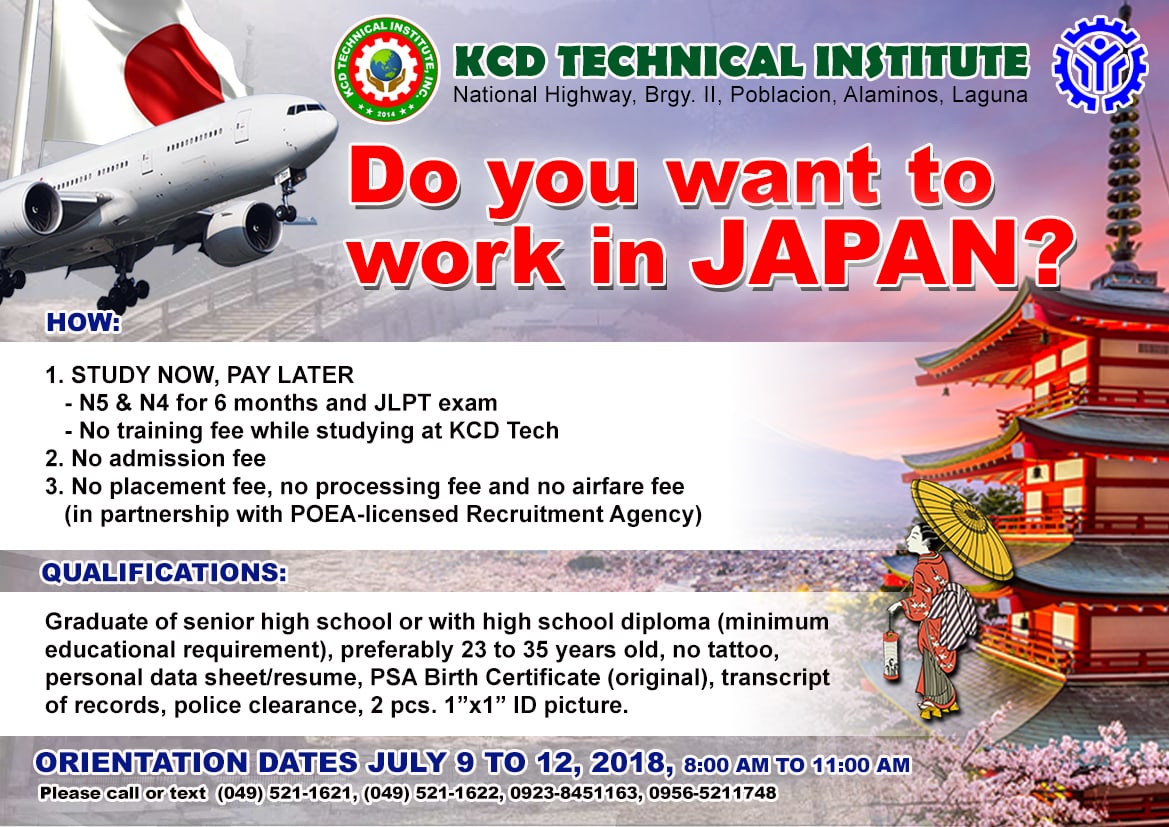 KCD TECHNICAL INSTITUTE, INC.
2014
KCD TECHNICAL INSTITUTE
National Highway, Brgy. II, Poblacion, Alaminos, Laguna
Do you want to
work in JAPAN?
HOW:
1. STUDY NOW, PAY LATER
- N5 & N4 for 6 months and JLPT exam
- No training fee while studying at KCD Tech
2. No admission fee
3. No placement fee, no processing fee and no airfare fee
(in partnership with POEA-licensed Recruitment Agency)
QUALIFICATIONS:
Graduate of senior high school or with high school diploma (minimum
educational requirement), preferably 23 to 35 years old, no tattoo,
personal data sheet/resume, PSA Birth Certificate (original), transcript
of records, police clearance, 2 pcs. 1”x1” ID picture.
ORIENTATION DATES JULY 9 TO 12, 2018, 8:00 AM TO 11:00 AM
Please call or text (049) 521-1621, (049) 521-1622, 0923-8451163, 0956-5211748